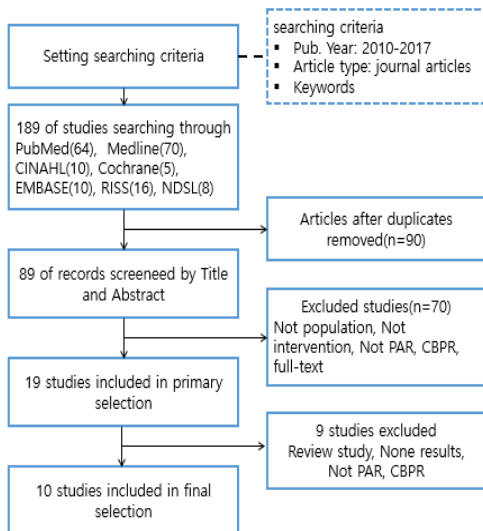 Setting searching criteria
searching criteria
▪ Pub. Year: 2010-2017
▪ Article type: journal articles
▪ Keywords
189 of studies searching through
PubMed(64), Medline(70)
CINAHL(10), Cochrane(5),
EMBASE(10), RISS(16), NDSL(8)
Articles after duplicates
removed(n=90)
89 of records screeneed by Title
and Abstract
Excluded studies(n=70)
Not population, Not
intervention, Not PAR, CBPR,
full-text
19 studies included in primary
selection
9 studies excluded
Review study, None results,
Not PAR, CBPR
10 studies included in final
selection